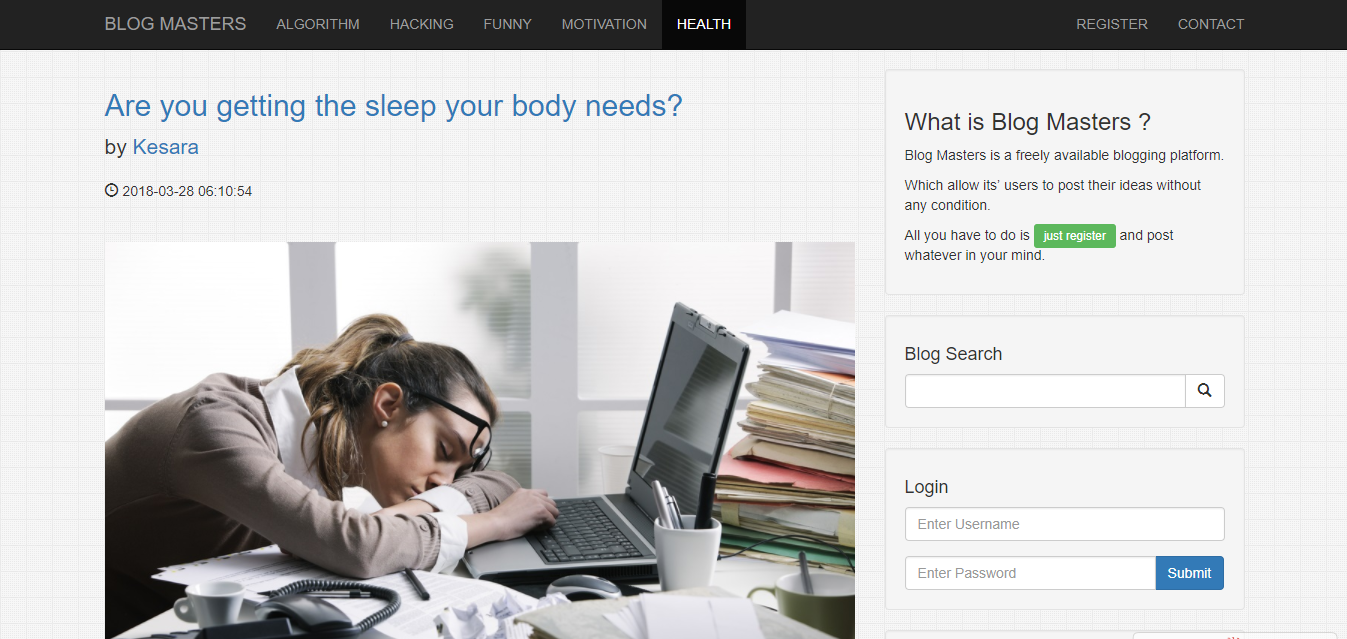 BLOG MASTERS ALGORITHM HACKING FUNNY MOTIVATION HEALTH REGISTER CONTACT
Are you getting the sleep your body needs?
by Kesara
2018-03-28 06:10:54
What is Blog Masters ?
Blog Masters is a freely available blogging platform.
Which allow its’ users to post their ideas without
any condition.
All you have to do is just register and post
whatever in your mind.
Blog Search
Login
Enter Username
Enter Password Submit